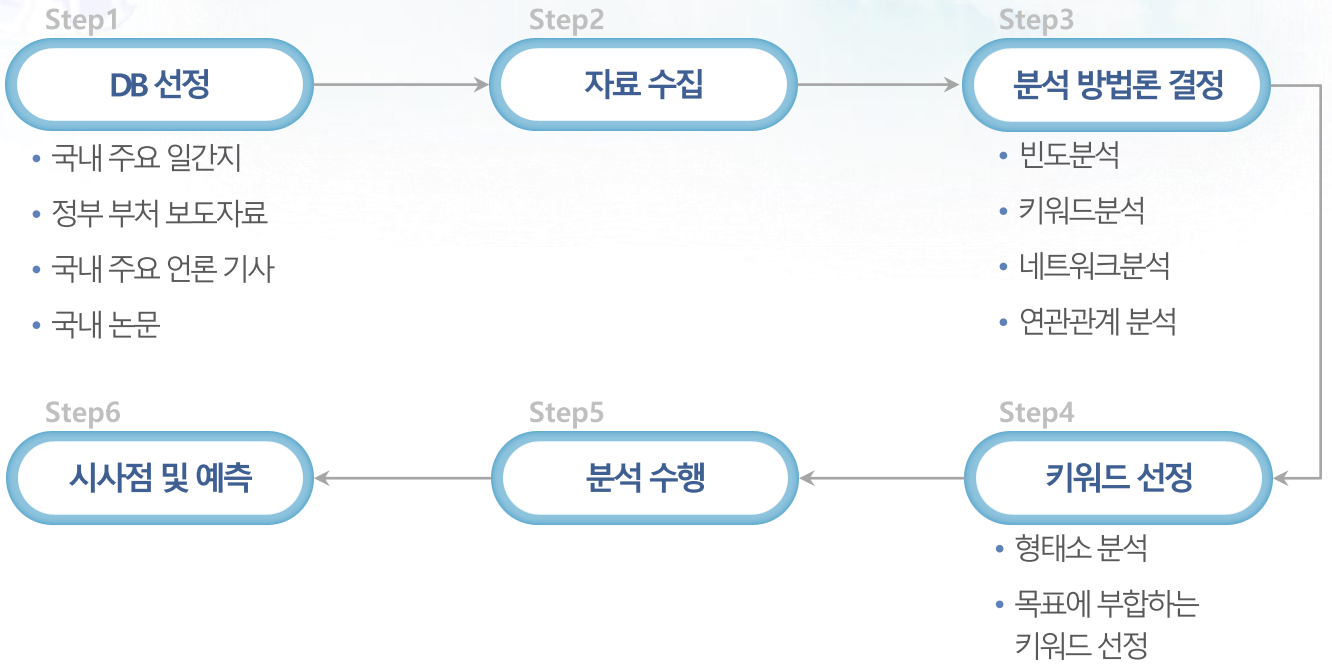 Step1
DB 선정
• 국내 주요 일간지
• 정부 부처 보도자료
• 국내 주요 언론 기사
• 국내 논문
Step2
자료 수집
Step3
분석 방법론 결정
• 빈도분석
• 키워드분석
• 네트워크분석
• 연관관계 분석
Step4
키워드 선정
• 형태소 분석
• 목표에 부합하는
키워드 선정
Step5
분석 수행
Step6
시사점 및 예측